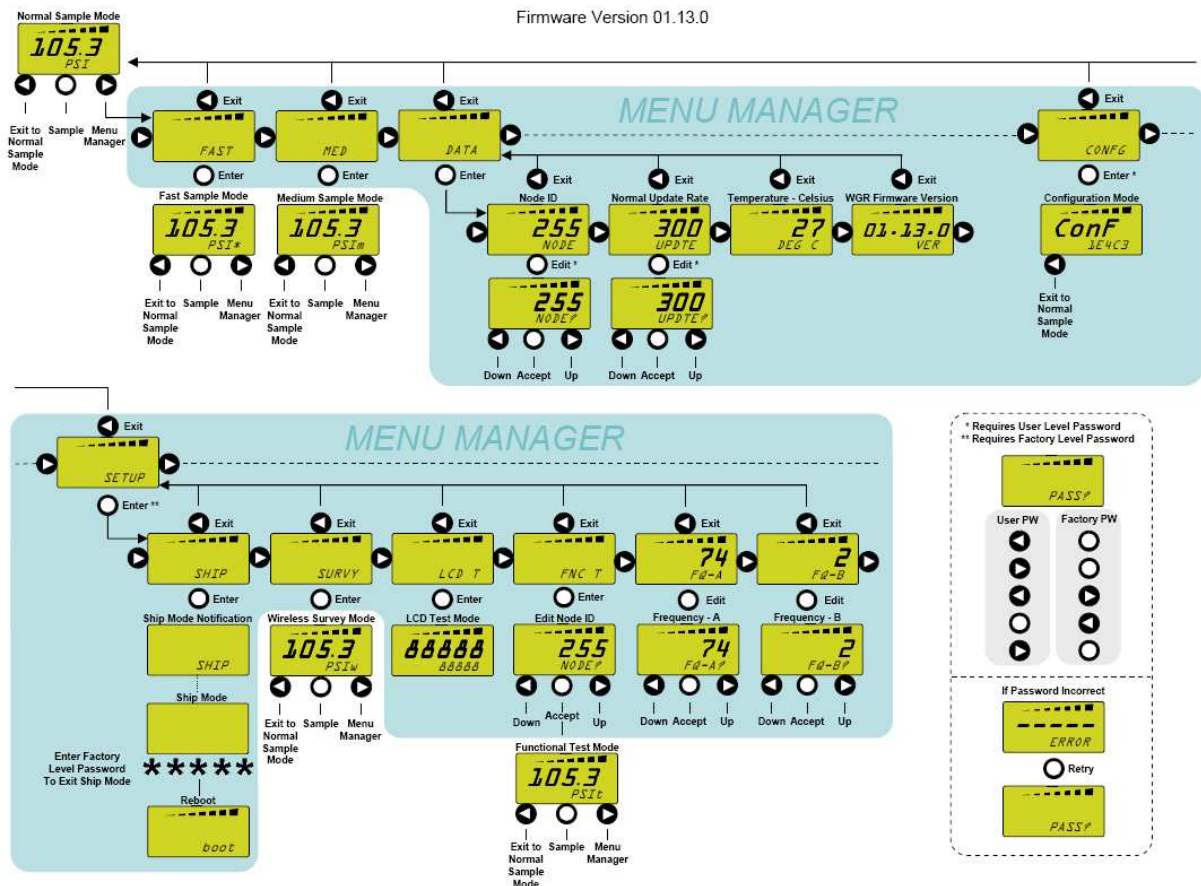 Firmware Version 01.13.0
Normal Sample Mode
105.3
PSI
Exit to
Normal
Sample
Mode
Sample
Menu
Manager
MENU MANAGER
Exit
Exit
Exit
Exit
FAST
MED
DATA
CONFG
Enter
Enter
Enter
Enter *
Fast Sample Mode
105.3
PSI*
Exit to
Normal
Sample
Mode
Sample
Menu
Manager
Medium Sample Mode
105.3
PSIm
Exit to
Normal
Sample
Mode
Sample
Menu
Manager
Exit
Exit
Exit
Exit
Node ID
255
NODE
Edit *
255
NODE?
Down Accept Up
Normal Update Rate
300
UPDTE
Edit *
300
UPDTE?
Down Accept Up
Temperature - Celsius
27
DEG C
WGR Firmware Version
01.13.0
VER
Configuration Mode
ConF
1E4C3
Exit to
Normal
Sample
Mode
MENU MANAGER
Exit
SETUP
Enter **
Exit
Exit
Exit
Exit
Exit
Exit
SHIP
SURVY
LCD T
FNC T
74
FQ-A
2
FQ-B
Enter
Enter
Enter
Enter
Edit
Edit
Ship Mode Notification
SHIP
Ship Mode
Enter Factory
Level Password
To Exit Ship Mode
*****
Reboot
boot
Wireless Survey Mode
105.3
PSIw
Exit to
Normal
Sample
Mode
Sample
Menu
Manager
LCD Test Mode
88888
88888
Edit Node ID
255
NODE?
Down Accept Up
Functional Test Mode
105.3
PSIt
Exit to
Normal
Sample
Mode
Sample
Menu
Manager
Frequency - A
74
FQ-A?
Down Accept Up
Frequency - B
2
FQ-B?
Down Accept Up
* Requires User Level Password
** Requires Factory Level Password
PASS?
User PW
Factory PW
If Password Incorrect
-----
ERROR
Retry
PASS?